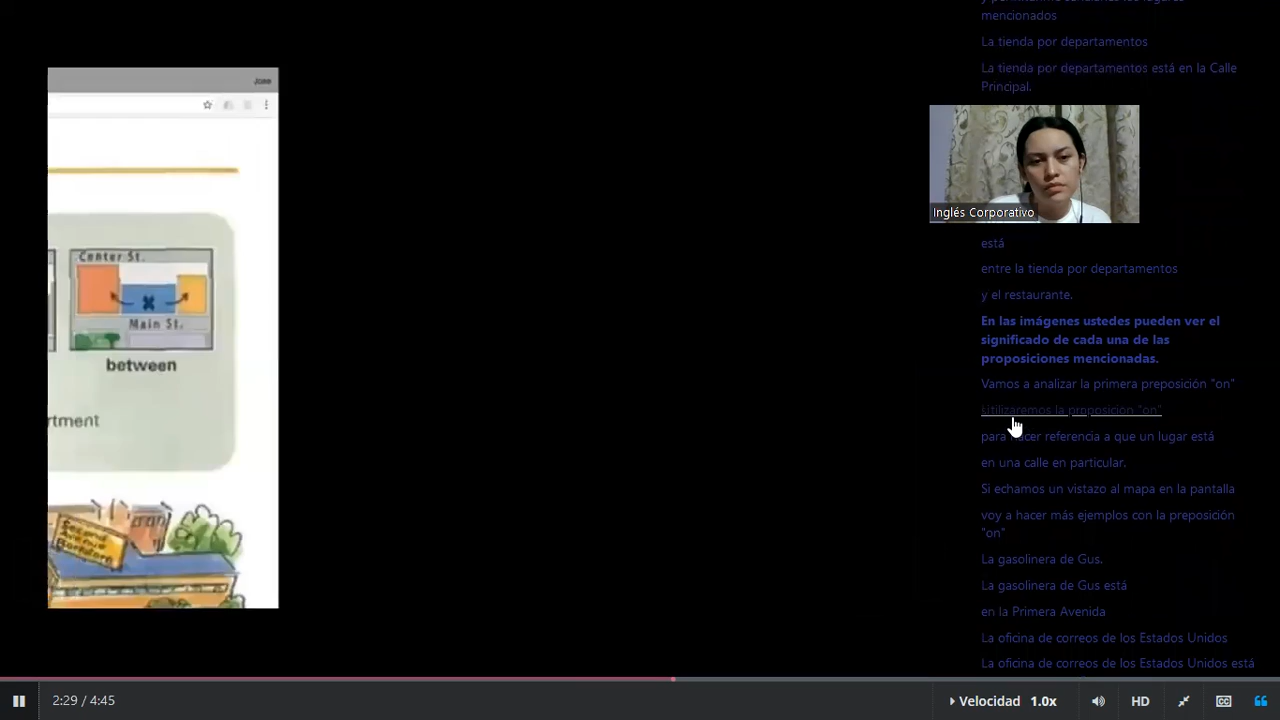 Jose
Center St.
Main St.
between
rtment
Second
Avenue
y permítanme
mencionados
La tienda por departamentos
La tienda por departamentos está en la Calle
Principal.
Inglés Corporativo
está
entre la tienda por departamentos
y el restaurante.
En las imágenes ustedes pueden ver el
significado de cada una de las
proposiciones mencionadas.
Vamos a analizar la primera preposición "on"
utilizaremos la proposición "on"
para hacer referencia a que un lugar está
en una calle en particular.
Si echamos un vistazo al mapa en la pantalla
voy a hacer más ejemplos con la preposición
"on"
La gasolinera de Gus.
La gasolinera de Gus está
en la Primera Avenida
La oficina de correos de los Estados Unidos
La oficina de correos de los Estados Unidos está
2:29 / 4:45
Velocidad 1.0x
HD
CC